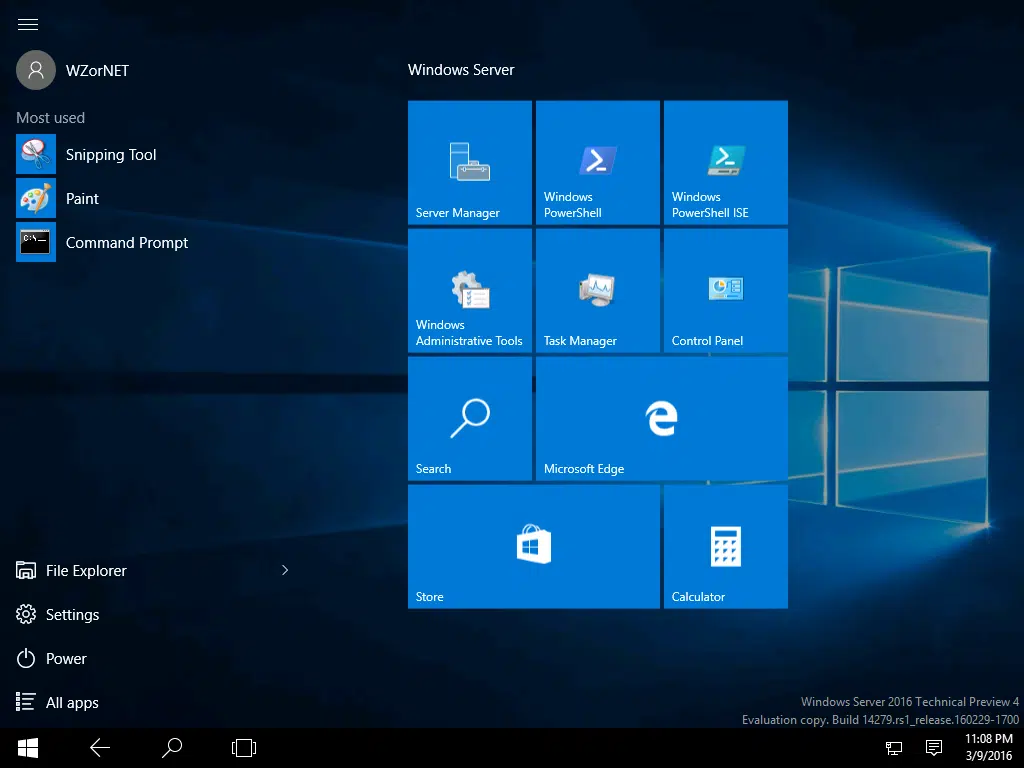 WZorNET
Most used
Snipping Tool
Paint
C:\_
Command Prompt
File Explorer
Settings
Power
All apps
Windows Server
Server Manager
Windows
PowerShell
Windows
PowerShell ISE
Windows
Administrative Tools
Task Manager
Control Panel
Search
Microsoft Edge
Store
Calculator
Windows Server 2016 Technical Preview 4
Evaluation copy. Build 14279.rs1_release.160229-1700
11:08 PM
3/9/2016